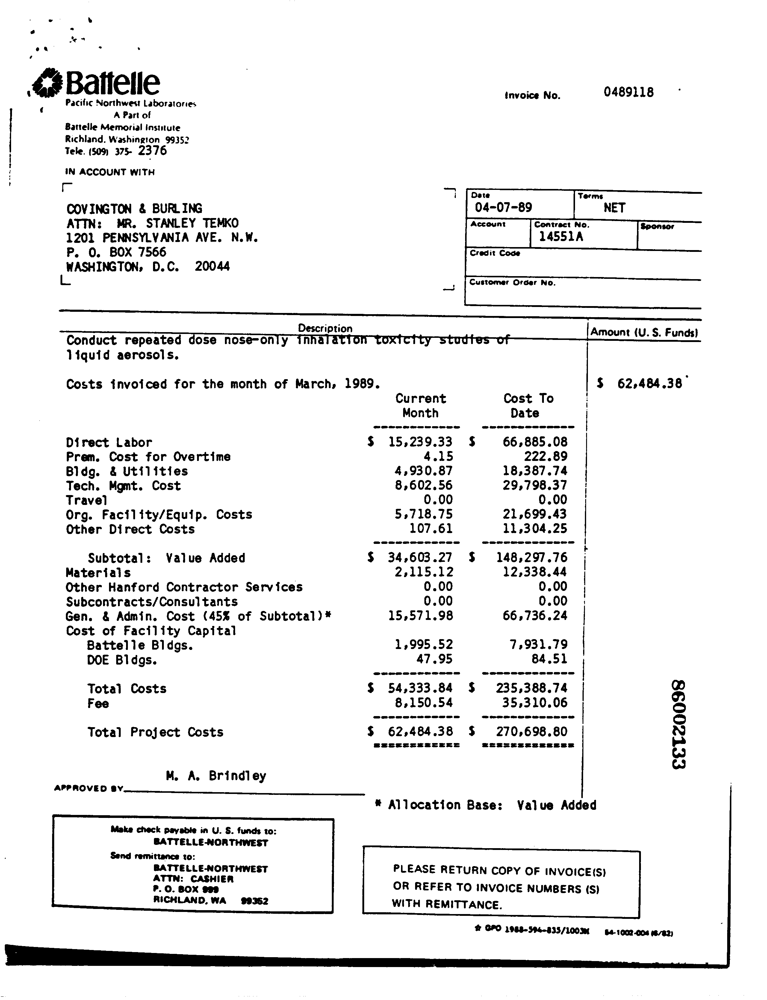 Battelle
Invoice No. 0489118
Pacific Northwest Laboratories
A Part of
Battelle Memorial Institute
Richland, Washington 99352
Tele. (509) 375- 2376
IN ACCOUNT WITH
COVINGTON & BURLING
ATTN: MR. STANLEY TEMKO
1201 PENNSYLVANIA AVE. N.W.
P. O. BOX 7566
WASHINGTON, D.C. 20044
Date Terms
04-07-89 NET
Account Contract No. Sponsor
14551A
Credit Code
Customer Order No.
Description Amount (U.S. Funds)
Conduct repeated dose nose-only inhalation toxicity studies of
liquid aerosols.
Costs invoiced for the month of March, 1989. $ 62,484.38
Current Cost To
Month Date
Direct Labor $ 15,239.33 $ 66,885.08
Prem. Cost for Overtime 4.15 222.89
Bldg. & Utilities 4,930.87 18,387.74
Tech. Mgmt. Cost 8,602.56 29,798.37
Travel 0.00 0.00
Org. Facility/Equip. Costs 5,718.75 21,699.43
Other Direct Costs 107.61 11,304.25
Subtotal: Value Added $ 34,603.27 $ 148,297.76
Materials 2,115.12 12,338.44
Other Hanford Contractor Services 0.00 0.00
Subcontracts/Consultants 0.00 0.00
Gen. & Admin. Cost (45% of Subtotal)* 15,571.98 66,736.24
Cost of Facility Capital
Battelle Bldgs. 1,995.52 7,931.79
DOE Bldgs. 47.95 84.51
Total Costs $ 54,333.84 $ 235,388.74
Fee 8,150.54 35,310.06
Total Project Costs $ 62,484.38 $ 270,698.80
86002133
M. A. Brindley
APPROVED BY
* Allocation Base: Value Added
Make check payable in U. S. funds to:
BATTELLE-NORTHWEST
Send remittance to:
BATTELLE-NORTHWEST
ATTN: CASHIER
P. O. BOX 999
RICHLAND, WA 99352
PLEASE RETURN COPY OF INVOICE(S)
OR REFER TO INVOICE NUMBERS (S)
WITH REMITTANCE.
☆ GPO 1988-594-835/1003M 54-1002-004 (6/82)